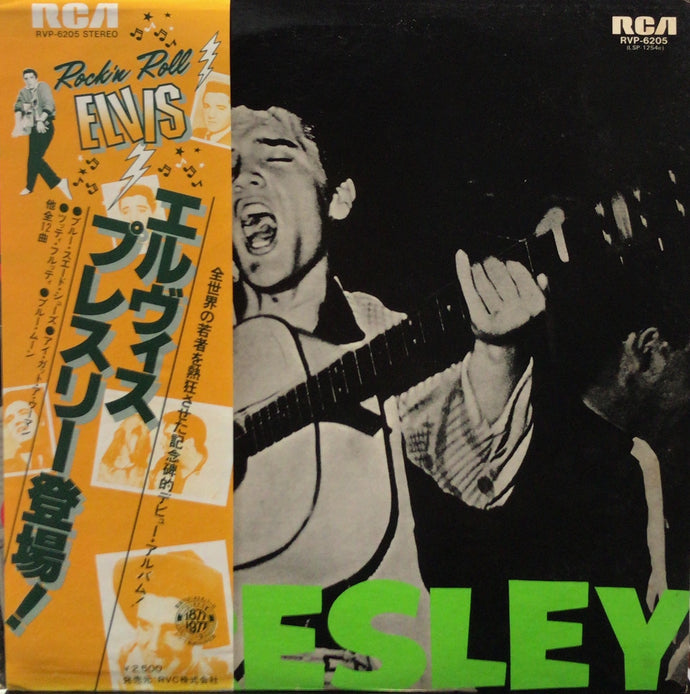 RCA
RVP-6205 STEREO
Rock'n Roll
ELVIS
エルヴィス
プレスリー登場!
全世界の若者を熱狂させた記念碑的デビュー・アルバム!
●ブルー・スエード・シューズ ●アイ・ガット・ア・ウーマン
●トゥッティ・フルッティ ●ブルー・ムーン
他全12曲
1877
1977
¥2,500
発売元:RVC株式会社
RCA
RVP-6205
(LSP-1254e)
ESLEY